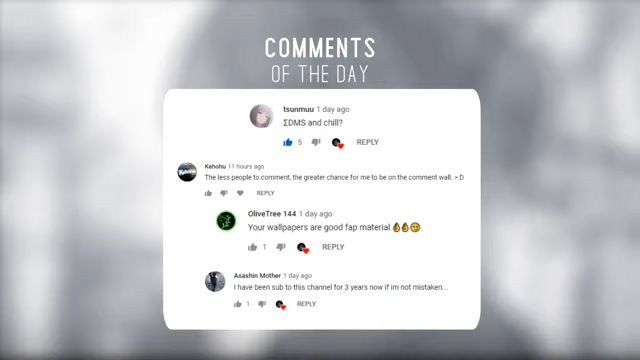 COMMENTS
OF THE DAY
tsunmuu 1 day ago
ΣDMS and chill?
5 REPLY
Kehohu 11 hours ago
The less people to comment, the greater chance for me to be on the comment wall. >:D
REPLY
OliveTree 144 1 day ago
Your wallpapers are good fap material 👌👌😏
1 REPLY
Asashin Mother 1 day ago
I have been sub to this channel for 3 years now if im not mistaken...
1 REPLY